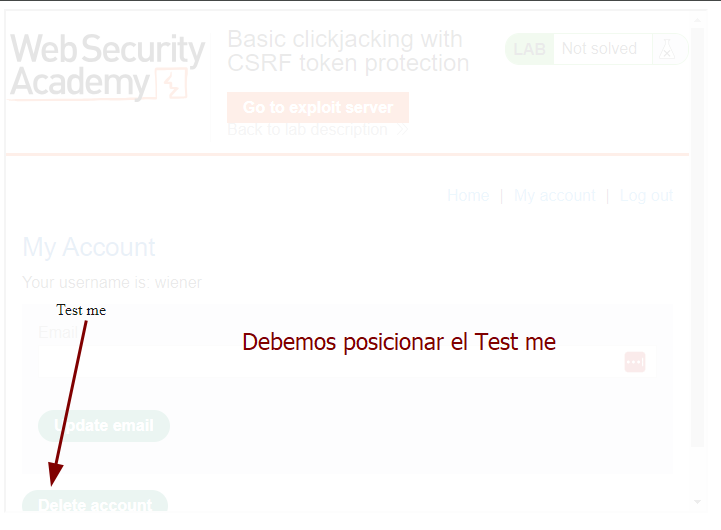 Web Security
Academy
Basic clickjacking with
CSRF token protection
LAB Not solved
Go to exploit server
Back to lab description »
Home | My account | Log out
My Account
Your username is: wiener
Test me
Email
Debemos posicionar el Test me
Update email
Delete account